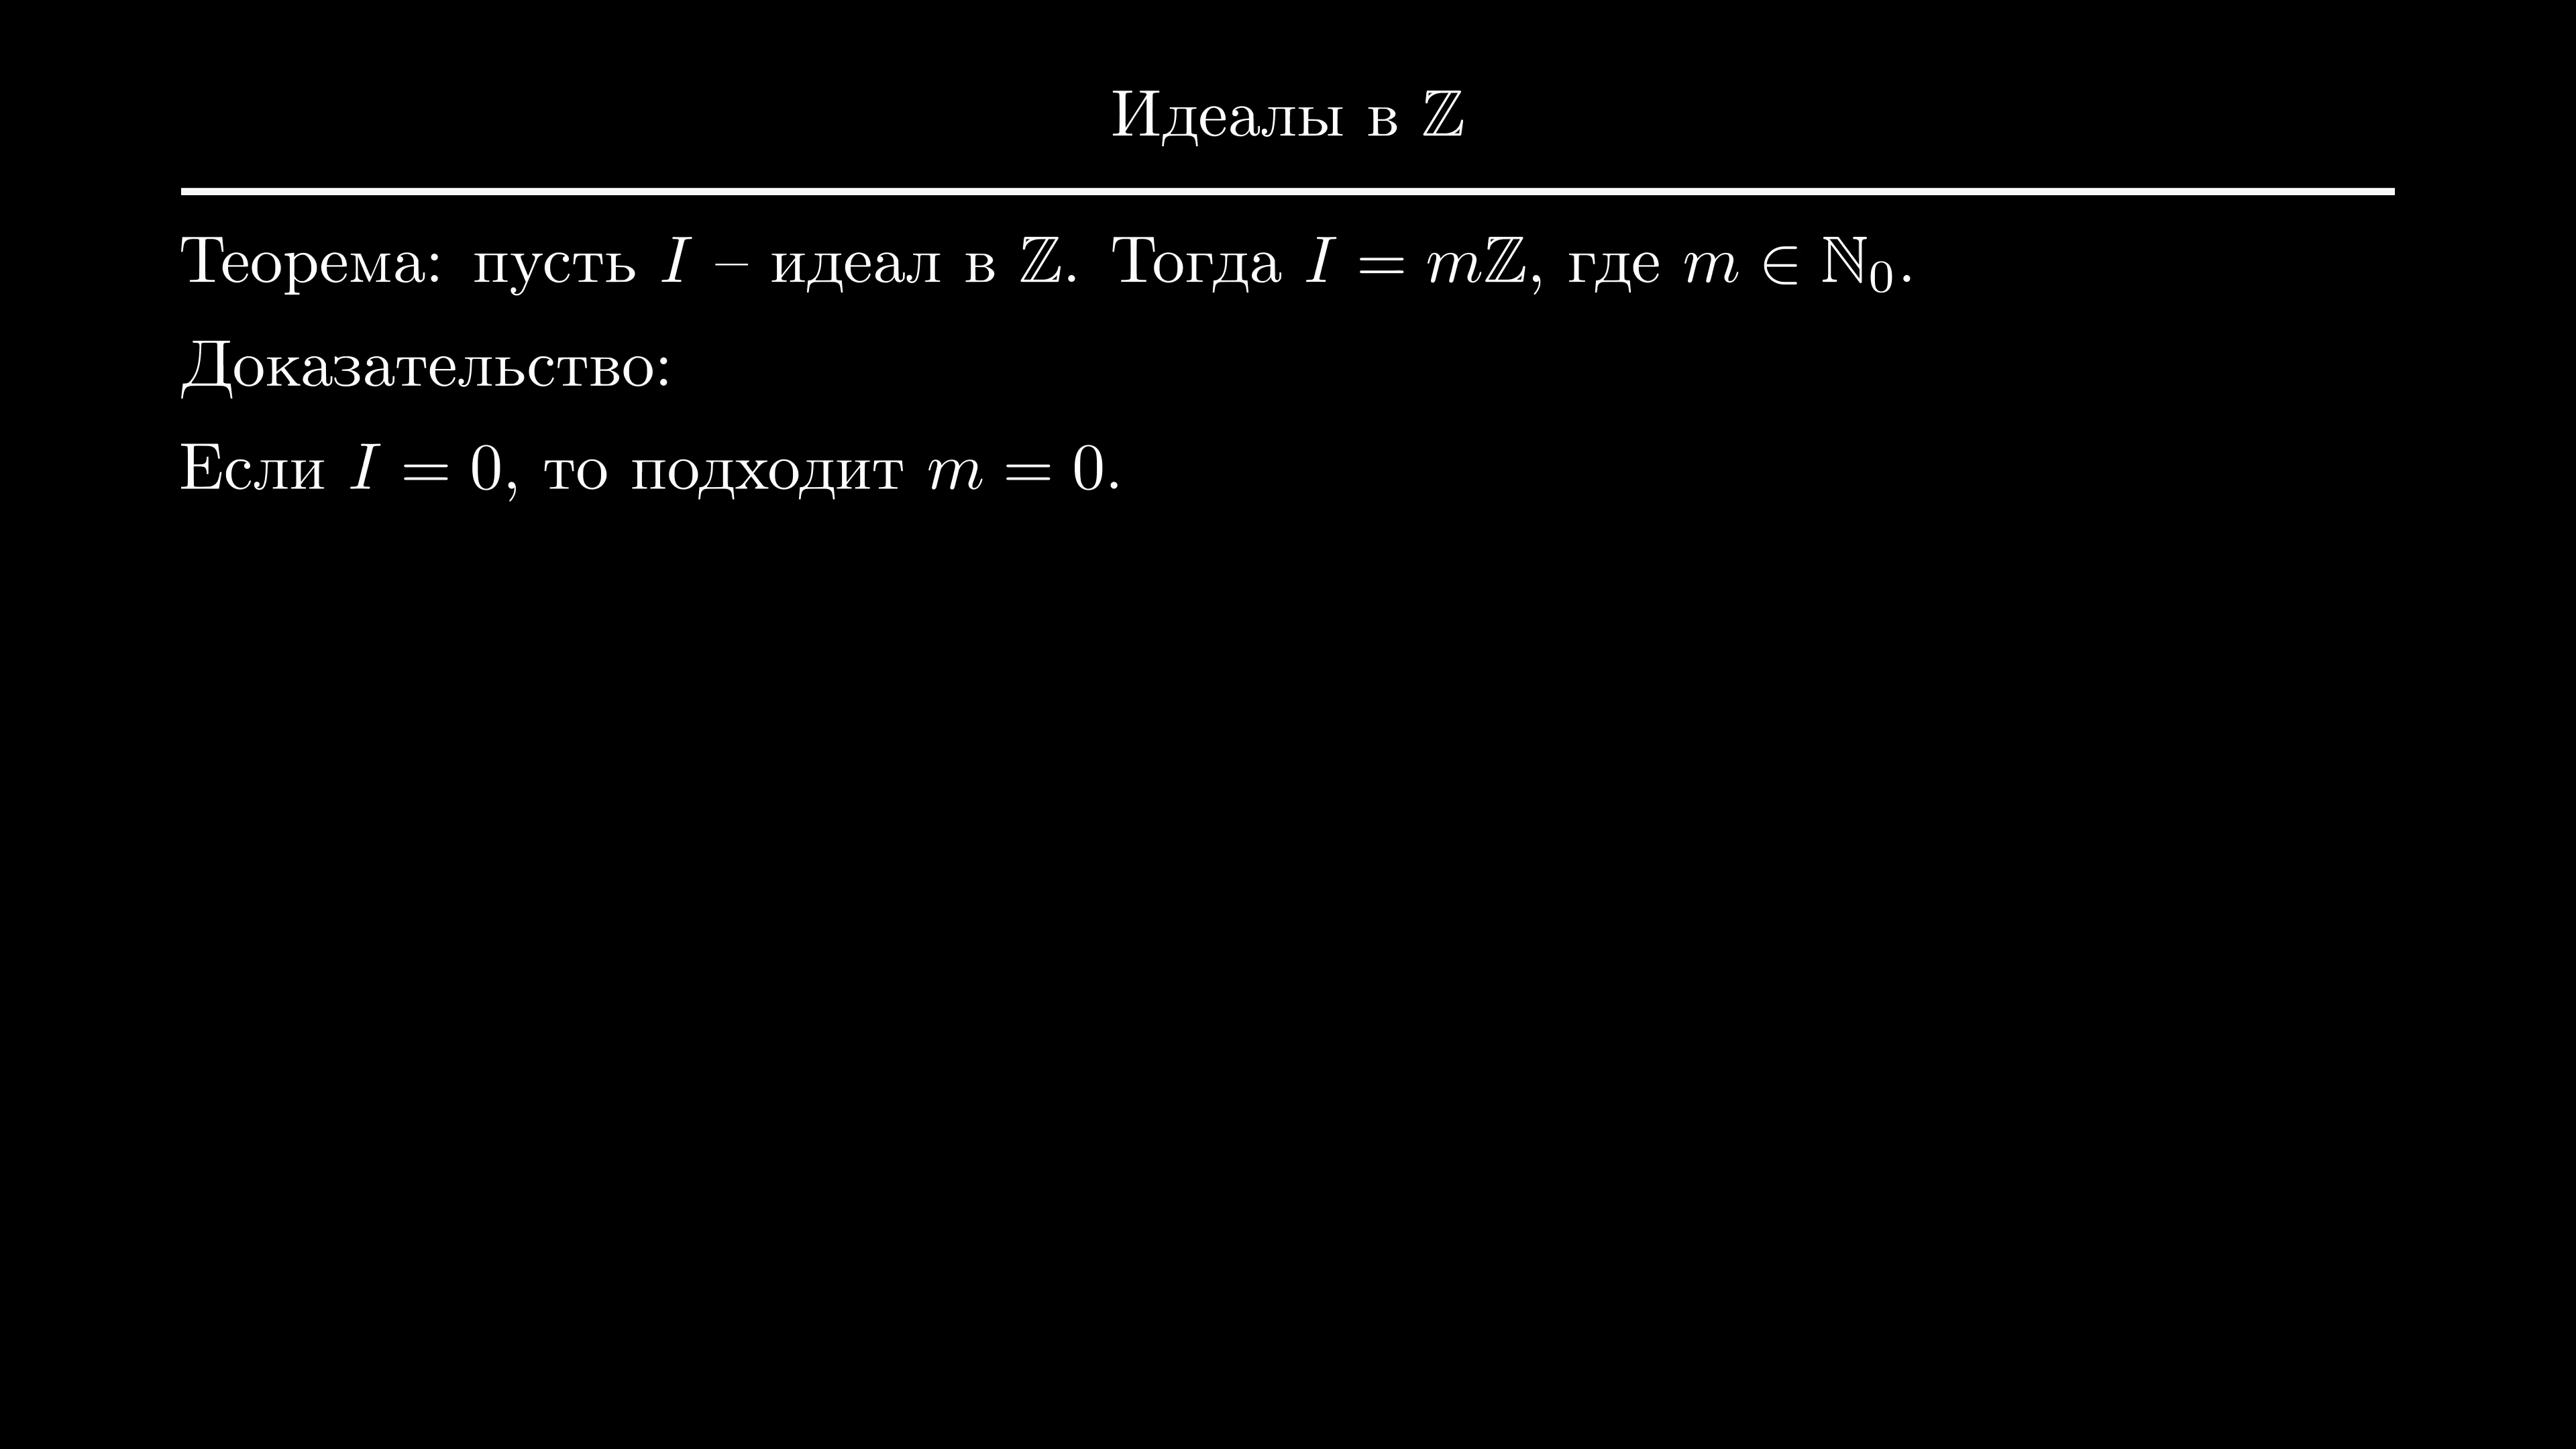 Идеалы в ℤ
Теорема: пусть I – идеал в ℤ. Тогда I = mℤ, где m ∈ ℕ₀.
Доказательство:
Если I = 0, то подходит m = 0.